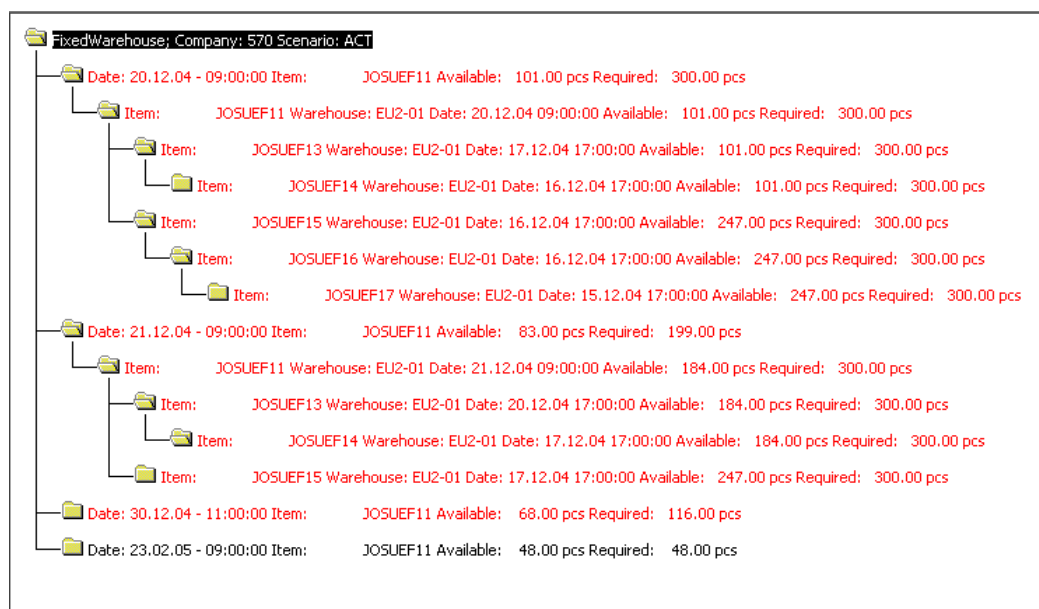 FixedWarehouse; Company: 570 Scenario: ACT
Date: 20.12.04 - 09:00:00 Item: JOSUEF11 Available: 101.00 pcs Required: 300.00 pcs
Item: JOSUEF11 Warehouse: EU2-01 Date: 20.12.04 09:00:00 Available: 101.00 pcs Required: 300.00 pcs
Item: JOSUEF13 Warehouse: EU2-01 Date: 17.12.04 17:00:00 Available: 101.00 pcs Required: 300.00 pcs
Item: JOSUEF14 Warehouse: EU2-01 Date: 16.12.04 17:00:00 Available: 101.00 pcs Required: 300.00 pcs
Item: JOSUEF15 Warehouse: EU2-01 Date: 16.12.04 17:00:00 Available: 247.00 pcs Required: 300.00 pcs
Item: JOSUEF16 Warehouse: EU2-01 Date: 16.12.04 17:00:00 Available: 247.00 pcs Required: 300.00 pcs
Item: JOSUEF17 Warehouse: EU2-01 Date: 15.12.04 17:00:00 Available: 247.00 pcs Required: 300.00 pcs
Date: 21.12.04 - 09:00:00 Item: JOSUEF11 Available: 83.00 pcs Required: 199.00 pcs
Item: JOSUEF11 Warehouse: EU2-01 Date: 21.12.04 09:00:00 Available: 184.00 pcs Required: 300.00 pcs
Item: JOSUEF13 Warehouse: EU2-01 Date: 20.12.04 17:00:00 Available: 184.00 pcs Required: 300.00 pcs
Item: JOSUEF14 Warehouse: EU2-01 Date: 17.12.04 17:00:00 Available: 184.00 pcs Required: 300.00 pcs
Item: JOSUEF15 Warehouse: EU2-01 Date: 17.12.04 17:00:00 Available: 247.00 pcs Required: 300.00 pcs
Date: 30.12.04 - 11:00:00 Item: JOSUEF11 Available: 68.00 pcs Required: 116.00 pcs
Date: 23.02.05 - 09:00:00 Item: JOSUEF11 Available: 48.00 pcs Required: 48.00 pcs